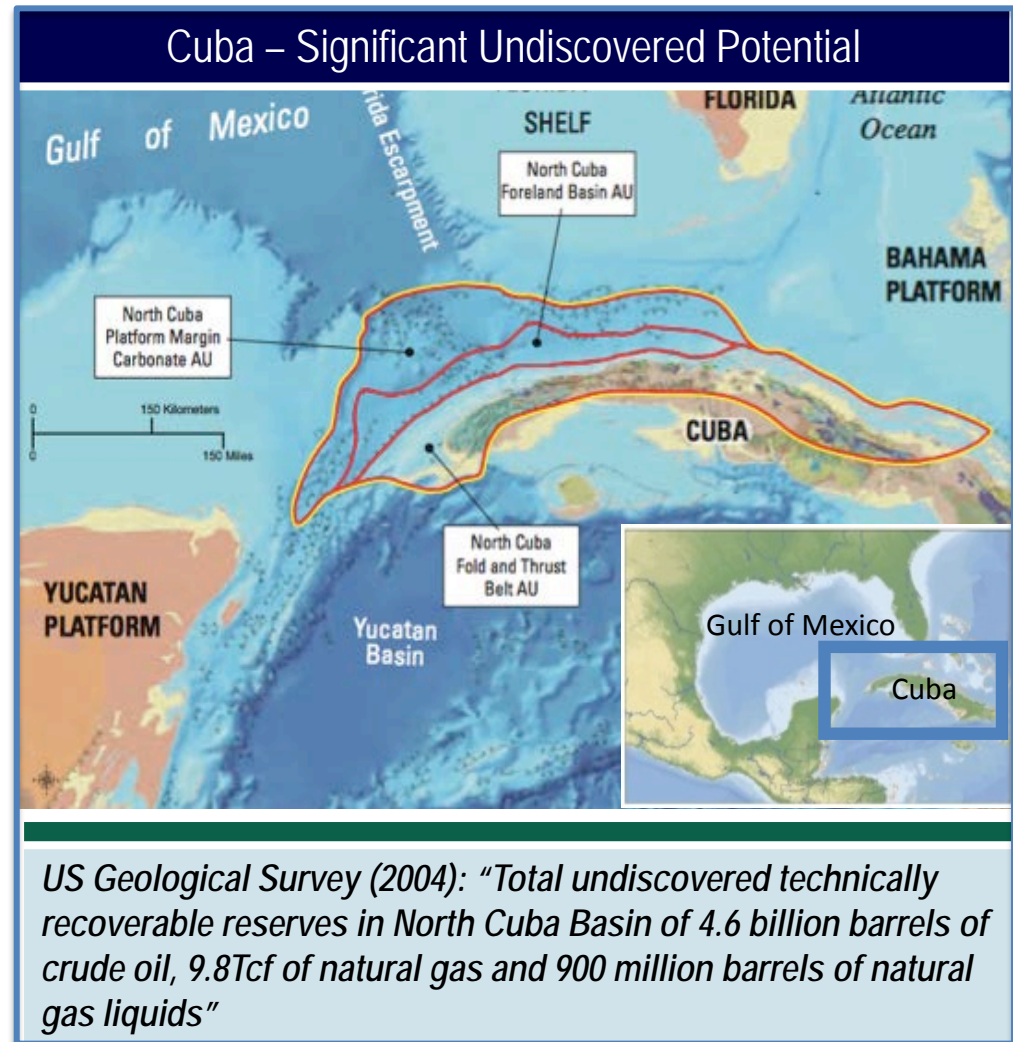 Cuba – Significant Undiscovered Potential
Gulf of Mexico
rida Escarpment
SHELF
FLORIDA
Atlantic
Ocean
North Cuba
Foreland Basin AU
BAHAMA
PLATFORM
North Cuba
Platform Margin
Carbonate AU
0 150 Kilometers
0 150 Miles
CUBA
North Cuba
Fold and Thrust
Belt AU
YUCATAN
PLATFORM
Yucatan
Basin
Gulf of Mexico
Cuba
US Geological Survey (2004): “Total undiscovered technically
recoverable reserves in North Cuba Basin of 4.6 billion barrels of
crude oil, 9.8Tcf of natural gas and 900 million barrels of natural
gas liquids”